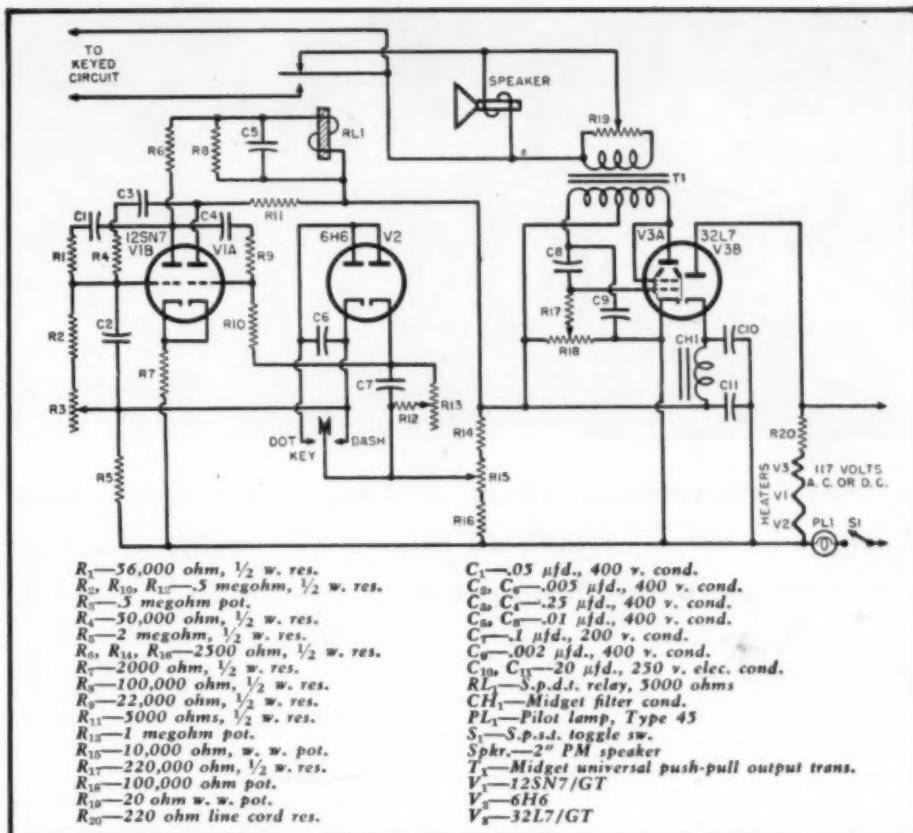 TO
KEYED
CIRCUIT
SPEAKER
R19
C5
RL1
R6
R8
T1
C3
R11
C1
C4
12SN7
V1B
V1A
6H6
V2
V3A
32L7
V3B
R1
R4
R9
C8
C9
R17
R18
C10
CH1
C11
R2
C2
R10
C6
C7
R7
R3
R12
R13
DOT
DASH
KEY
R14
R15
R16
R5
R20
HEATERS
V3
V1
V2
117 VOLTS
A.C. OR D.C.
PL1
S1
R₁—56,000 ohm, ½ w. res.
R₂, R₁₀, R₁₂—.5 megohm, ½ w. res.
R₃—.5 megohm pot.
R₄—50,000 ohm, ½ w. res.
R₅—2 megohm, ½ w. res.
R₆, R₁₄, R₁₆—2500 ohm, ½ w. res.
R₇—2000 ohm, ½ w. res.
R₈—100,000 ohm, ½ w. res.
R₉—22,000 ohm, ½ w. res.
R₁₁—5000 ohms, ½ w. res.
R₁₃—1 megohm pot.
R₁₅—10,000 ohm, w. w. pot.
R₁₇—220,000 ohm, ½ w. res.
R₁₈—100,000 ohm pot.
R₁₉—20 ohm w. w. pot.
R₂₀—220 ohm line cord res.
C₁—.05 μfd., 400 v. cond.
C₂, C₆—.005 μfd., 400 v. cond.
C₃, C₄—.25 μfd., 400 v. cond.
C₅, C₈—.01 μfd., 400 v. cond.
C₇—.1 μfd., 200 v. cond.
C₉—.002 μfd., 400 v. cond.
C₁₀, C₁₁—20 μfd., 250 v. elec. cond.
RL₁—S.p.d.t. relay, 5000 ohms
CH₁—Midget filter cond.
PL₁—Pilot lamp, Type 45
S₁—S.p.s.t. toggle sw.
Spkr.—2" PM speaker
T₁—Midget universal push-pull output trans.
V₁—12SN7/GT
V₂—6H6
V₃—32L7/GT